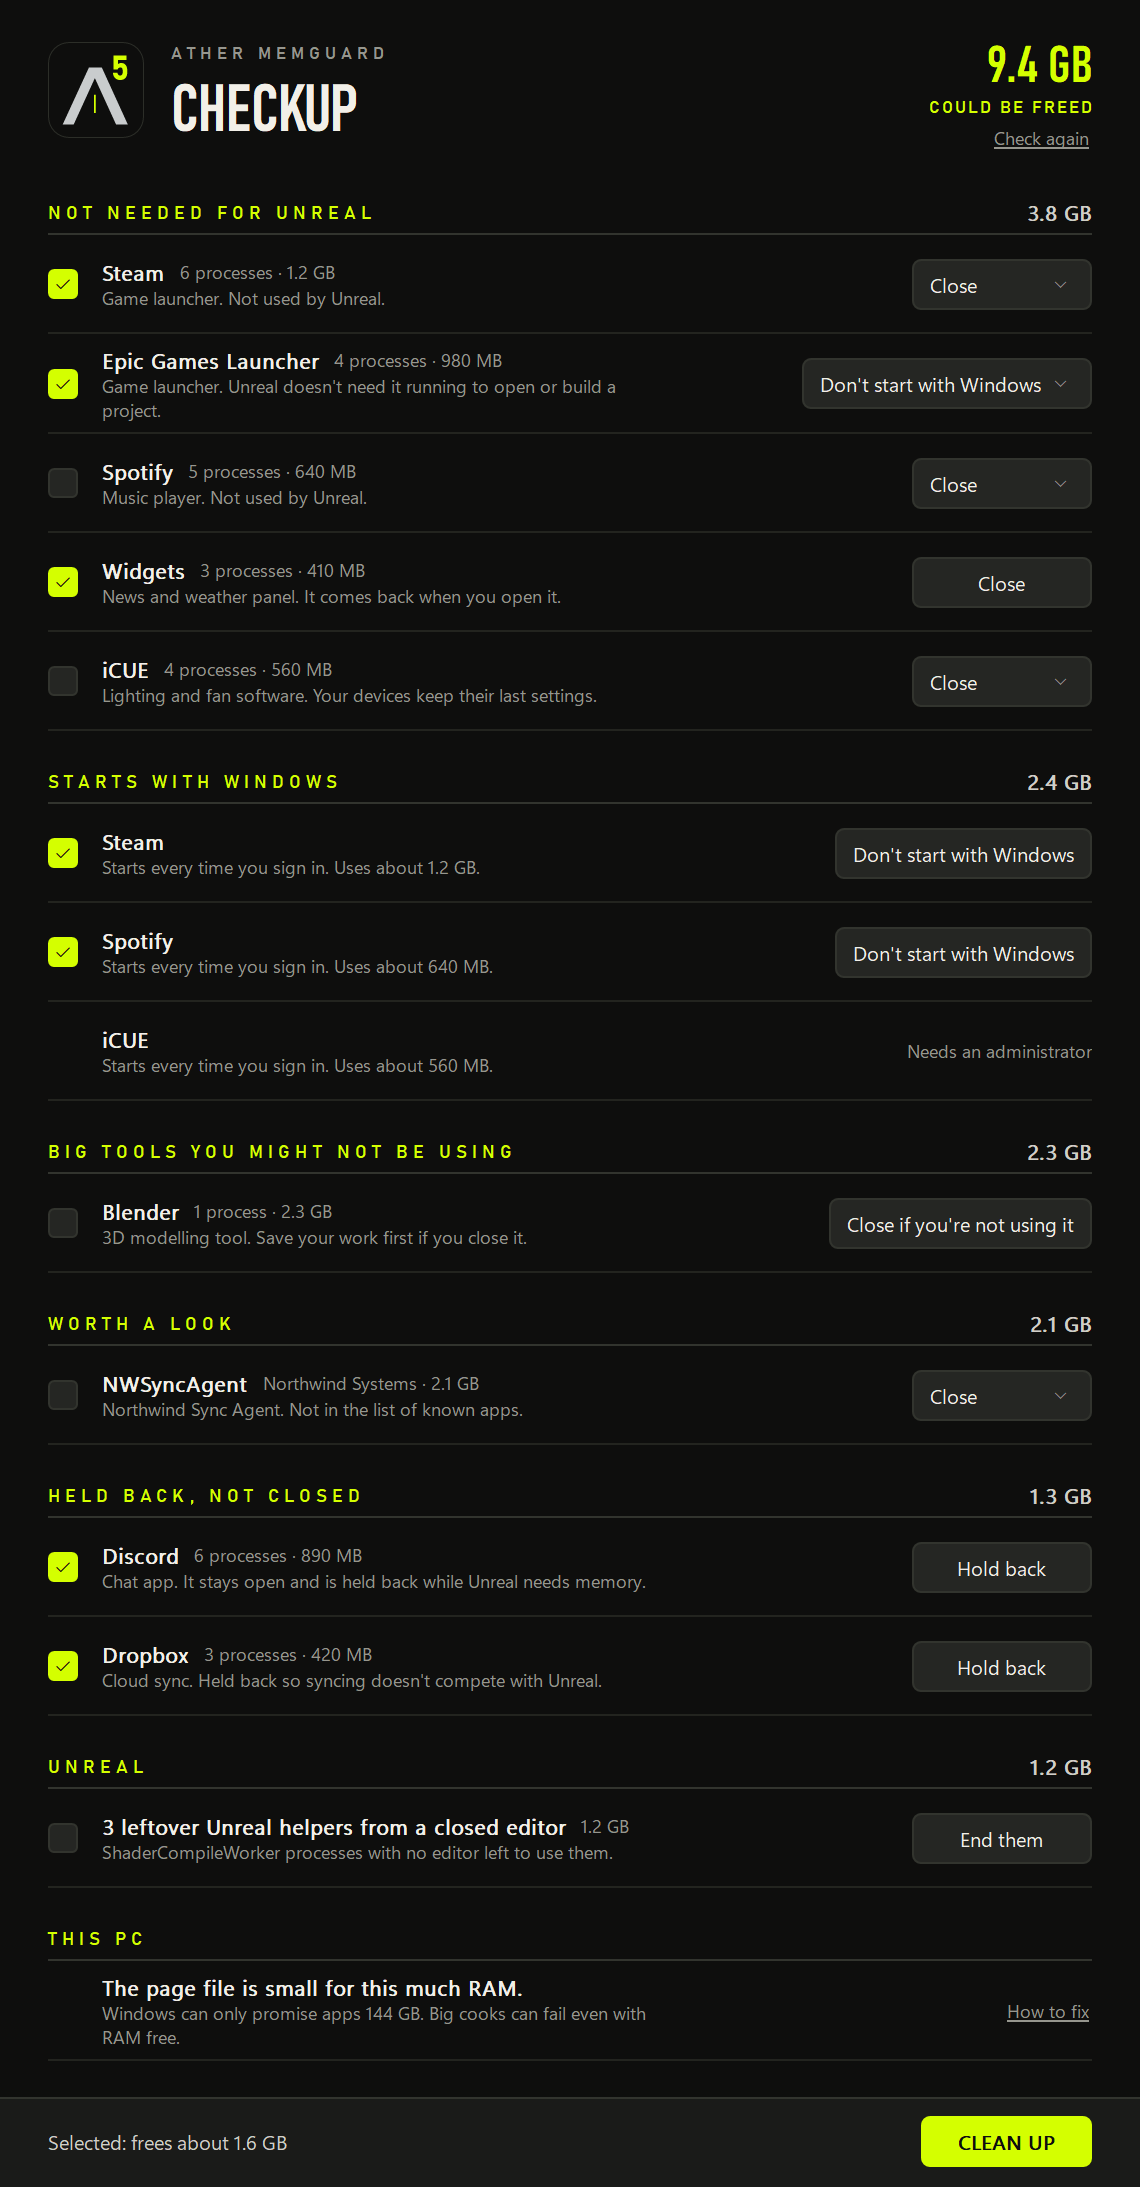 5
ATHER MEMGUARD
CHECKUP
9.4 GB
COULD BE FREED
Check again
NOT NEEDED FOR UNREAL
3.8 GB
Steam 6 processes · 1.2 GB
Game launcher. Not used by Unreal.
Close
Epic Games Launcher 4 processes · 980 MB
Game launcher. Unreal doesn't need it running to open or build a
project.
Don't start with Windows
Spotify 5 processes · 640 MB
Music player. Not used by Unreal.
Close
Widgets 3 processes · 410 MB
News and weather panel. It comes back when you open it.
Close
iCUE 4 processes · 560 MB
Lighting and fan software. Your devices keep their last settings.
Close
STARTS WITH WINDOWS
2.4 GB
Steam
Starts every time you sign in. Uses about 1.2 GB.
Don't start with Windows
Spotify
Starts every time you sign in. Uses about 640 MB.
Don't start with Windows
iCUE
Starts every time you sign in. Uses about 560 MB.
Needs an administrator
BIG TOOLS YOU MIGHT NOT BE USING
2.3 GB
Blender 1 process · 2.3 GB
3D modelling tool. Save your work first if you close it.
Close if you're not using it
WORTH A LOOK
2.1 GB
NWSyncAgent Northwind Systems · 2.1 GB
Northwind Sync Agent. Not in the list of known apps.
Close
HELD BACK, NOT CLOSED
1.3 GB
Discord 6 processes · 890 MB
Chat app. It stays open and is held back while Unreal needs memory.
Hold back
Dropbox 3 processes · 420 MB
Cloud sync. Held back so syncing doesn't compete with Unreal.
Hold back
UNREAL
1.2 GB
3 leftover Unreal helpers from a closed editor 1.2 GB
ShaderCompileWorker processes with no editor left to use them.
End them
THIS PC
The page file is small for this much RAM.
Windows can only promise apps 144 GB. Big cooks can fail even with
RAM free.
How to fix
Selected: frees about 1.6 GB
CLEAN UP